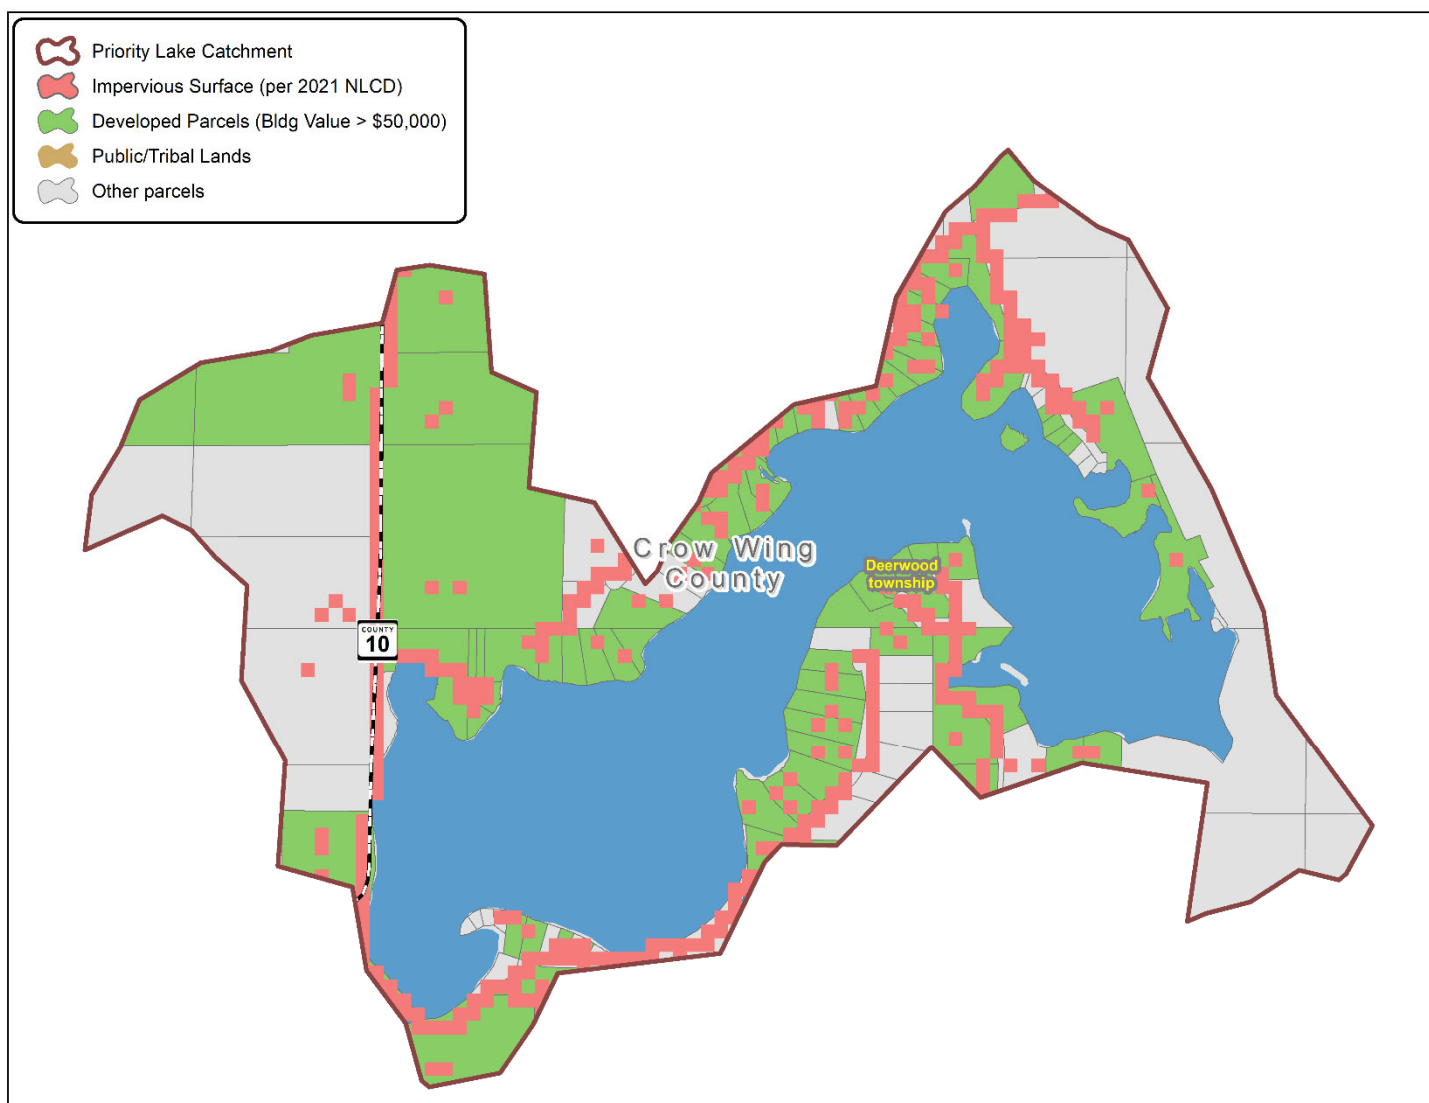 Priority Lake Catchment
Impervious Surface (per 2021 NLCD)
Developed Parcels (Bldg Value > $50,000)
Public/Tribal Lands
Other parcels
Crow Wing
County
Deerwood
township
COUNTY
10